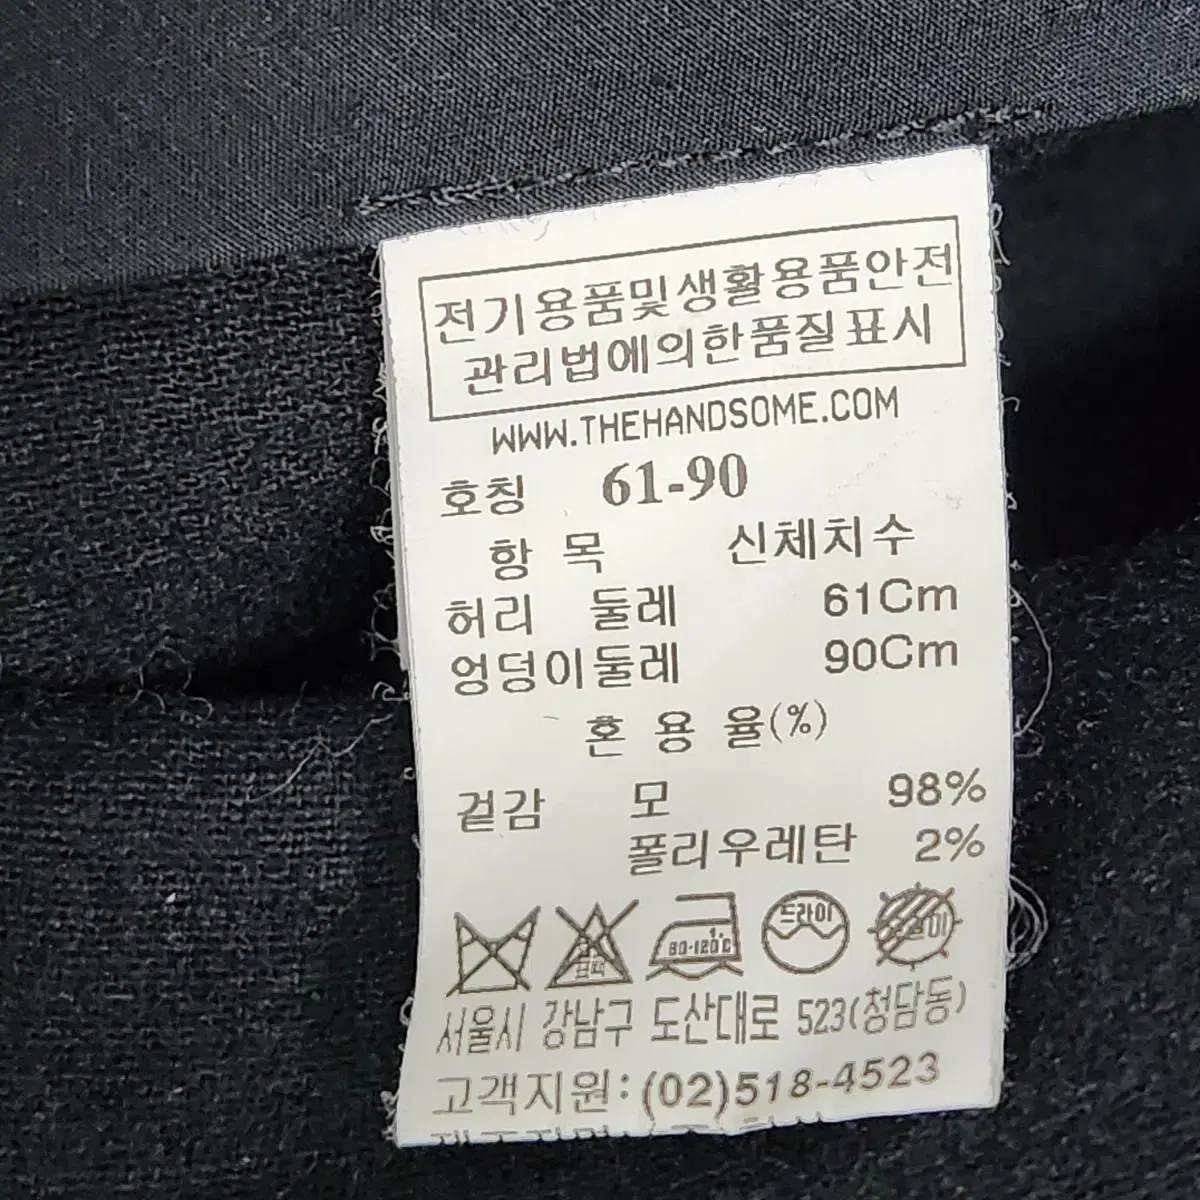 전기용품및생활용품안전
관리법에의한품질표시
WWW.THEHANDSOME.COM
호칭 61-90
항 목 신체치수
허리 둘레 61Cm
엉덩이둘레 90Cm
혼 용 율(%)
겉감 모 98%
폴리우레탄 2%
80-120℃ 드라이
서울시 강남구 도산대로 523(청담동)
고객지원:(02)518-4523